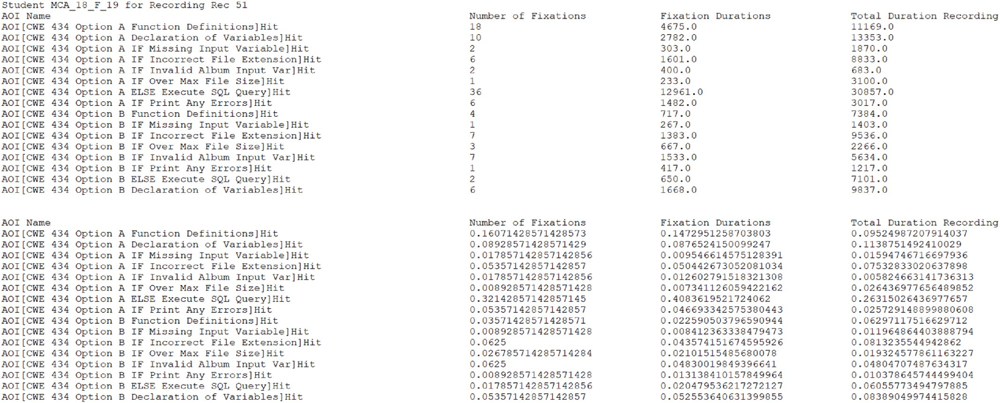 Student MCA_18_F_19 for Recording Rec 51
AOI Name Number of Fixations Fixation Durations Total Duration Recording
AOI[CWE 434 Option A Function Definitions]Hit 18 4675.0 11169.0
AOI[CWE 434 Option A Declaration of Variables]Hit 10 2782.0 13353.0
AOI[CWE 434 Option A IF Missing Input Variable]Hit 2 303.0 1870.0
AOI[CWE 434 Option A IF Incorrect File Extension]Hit 6 1601.0 8833.0
AOI[CWE 434 Option A IF Invalid Album Input Var]Hit 2 400.0 683.0
AOI[CWE 434 Option A IF Over Max File Size]Hit 1 233.0 3100.0
AOI[CWE 434 Option A ELSE Execute SQL Query]Hit 36 12961.0 30857.0
AOI[CWE 434 Option A IF Print Any Errors]Hit 6 1482.0 3017.0
AOI[CWE 434 Option B Function Definitions]Hit 4 717.0 7384.0
AOI[CWE 434 Option B IF Missing Input Variable]Hit 1 267.0 1403.0
AOI[CWE 434 Option B IF Incorrect File Extension]Hit 7 1383.0 9536.0
AOI[CWE 434 Option B IF Over Max File Size]Hit 3 667.0 2266.0
AOI[CWE 434 Option B IF Invalid Album Input Var]Hit 7 1533.0 5634.0
AOI[CWE 434 Option B IF Print Any Errors]Hit 1 417.0 1217.0
AOI[CWE 434 Option B ELSE Execute SQL Query]Hit 2 650.0 7101.0
AOI[CWE 434 Option B Declaration of Variables]Hit 6 1668.0 9837.0
AOI Name Number of Fixations Fixation Durations Total Duration Recording
AOI[CWE 434 Option A Function Definitions]Hit 0.16071428571428573 0.1472951258703803 0.09524987207914037
AOI[CWE 434 Option A Declaration of Variables]Hit 0.08928571428571429 0.0876524150099247 0.1138751492410029
AOI[CWE 434 Option A IF Missing Input Variable]Hit 0.017857142857142856 0.009546614575128391 0.01594746716697936
AOI[CWE 434 Option A IF Incorrect File Extension]Hit 0.05357142857142857 0.050442673052081034 0.07532833020637898
AOI[CWE 434 Option A IF Invalid Album Input Var]Hit 0.017857142857142856 0.012602791518321308 0.005824663141736313
AOI[CWE 434 Option A IF Over Max File Size]Hit 0.008928571428571428 0.007341126059422162 0.026436977656489852
AOI[CWE 434 Option A ELSE Execute SQL Query]Hit 0.32142857142857145 0.4083619521724062 0.26315026436977657
AOI[CWE 434 Option A IF Print Any Errors]Hit 0.05357142857142857 0.046693342575380443 0.025729148899880608
AOI[CWE 434 Option B Function Definitions]Hit 0.03571428571428571 0.022590503796590944 0.06297117516629712
AOI[CWE 434 Option B IF Missing Input Variable]Hit 0.008928571428571428 0.008412363338479473 0.011964864403888794
AOI[CWE 434 Option B IF Incorrect File Extension]Hit 0.0625 0.043574151674595926 0.0813235544942862
AOI[CWE 434 Option B IF Over Max File Size]Hit 0.026785714285714284 0.02101515485680078 0.019324577861163227
AOI[CWE 434 Option B IF Invalid Album Input Var]Hit 0.0625 0.04830019849396641 0.04804707487634317
AOI[CWE 434 Option B IF Print Any Errors]Hit 0.008928571428571428 0.013138410157849964 0.010378645744499404
AOI[CWE 434 Option B ELSE Execute SQL Query]Hit 0.017857142857142856 0.020479536217272127 0.06055773494797885
AOI[CWE 434 Option B Declaration of Variables]Hit 0.05357142857142857 0.052553640631399855 0.08389049974415828